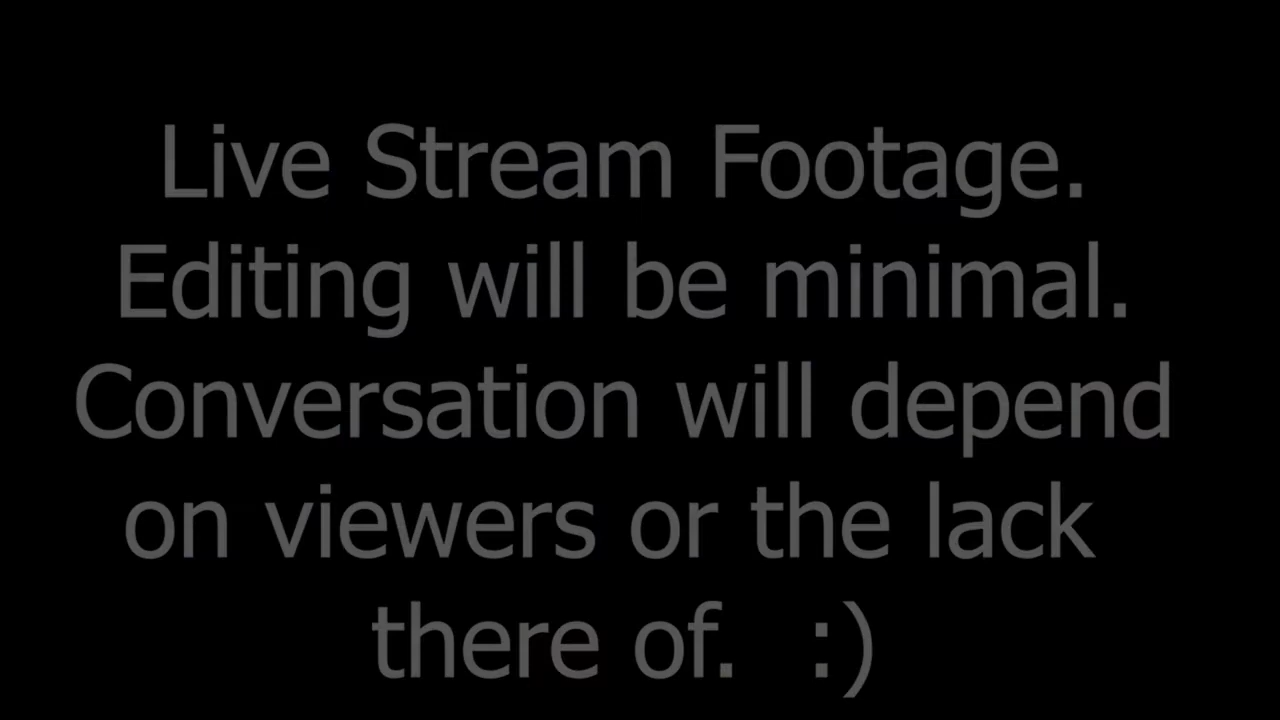 Live Stream Footage.
Editing will be minimal.
Conversation will depend
on viewers or the lack
there of.  :)